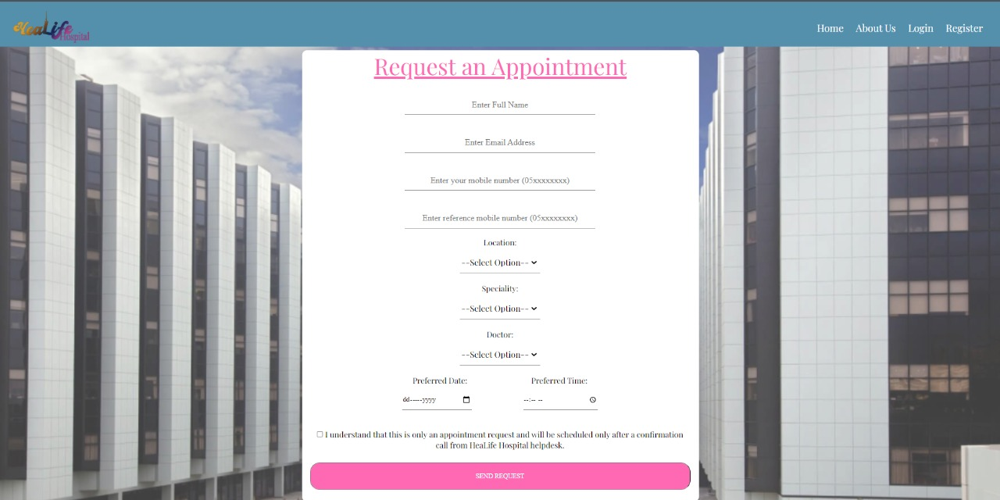 HeaLife
Hospital
Home About Us Login Register
Request an Appointment
Enter Full Name
Enter Email Address
Enter your mobile number (05xxxxxxxx)
Enter reference mobile number (05xxxxxxxx)
Location:
--Select Option--
Speciality:
--Select Option--
Doctor:
--Select Option--
Preferred Date: Preferred Time:
dd-----yyyy --:-- --
I understand that this is only an appointment request and will be scheduled only after a confirmation
call from HeaLife Hospital helpdesk.
SEND REQUEST